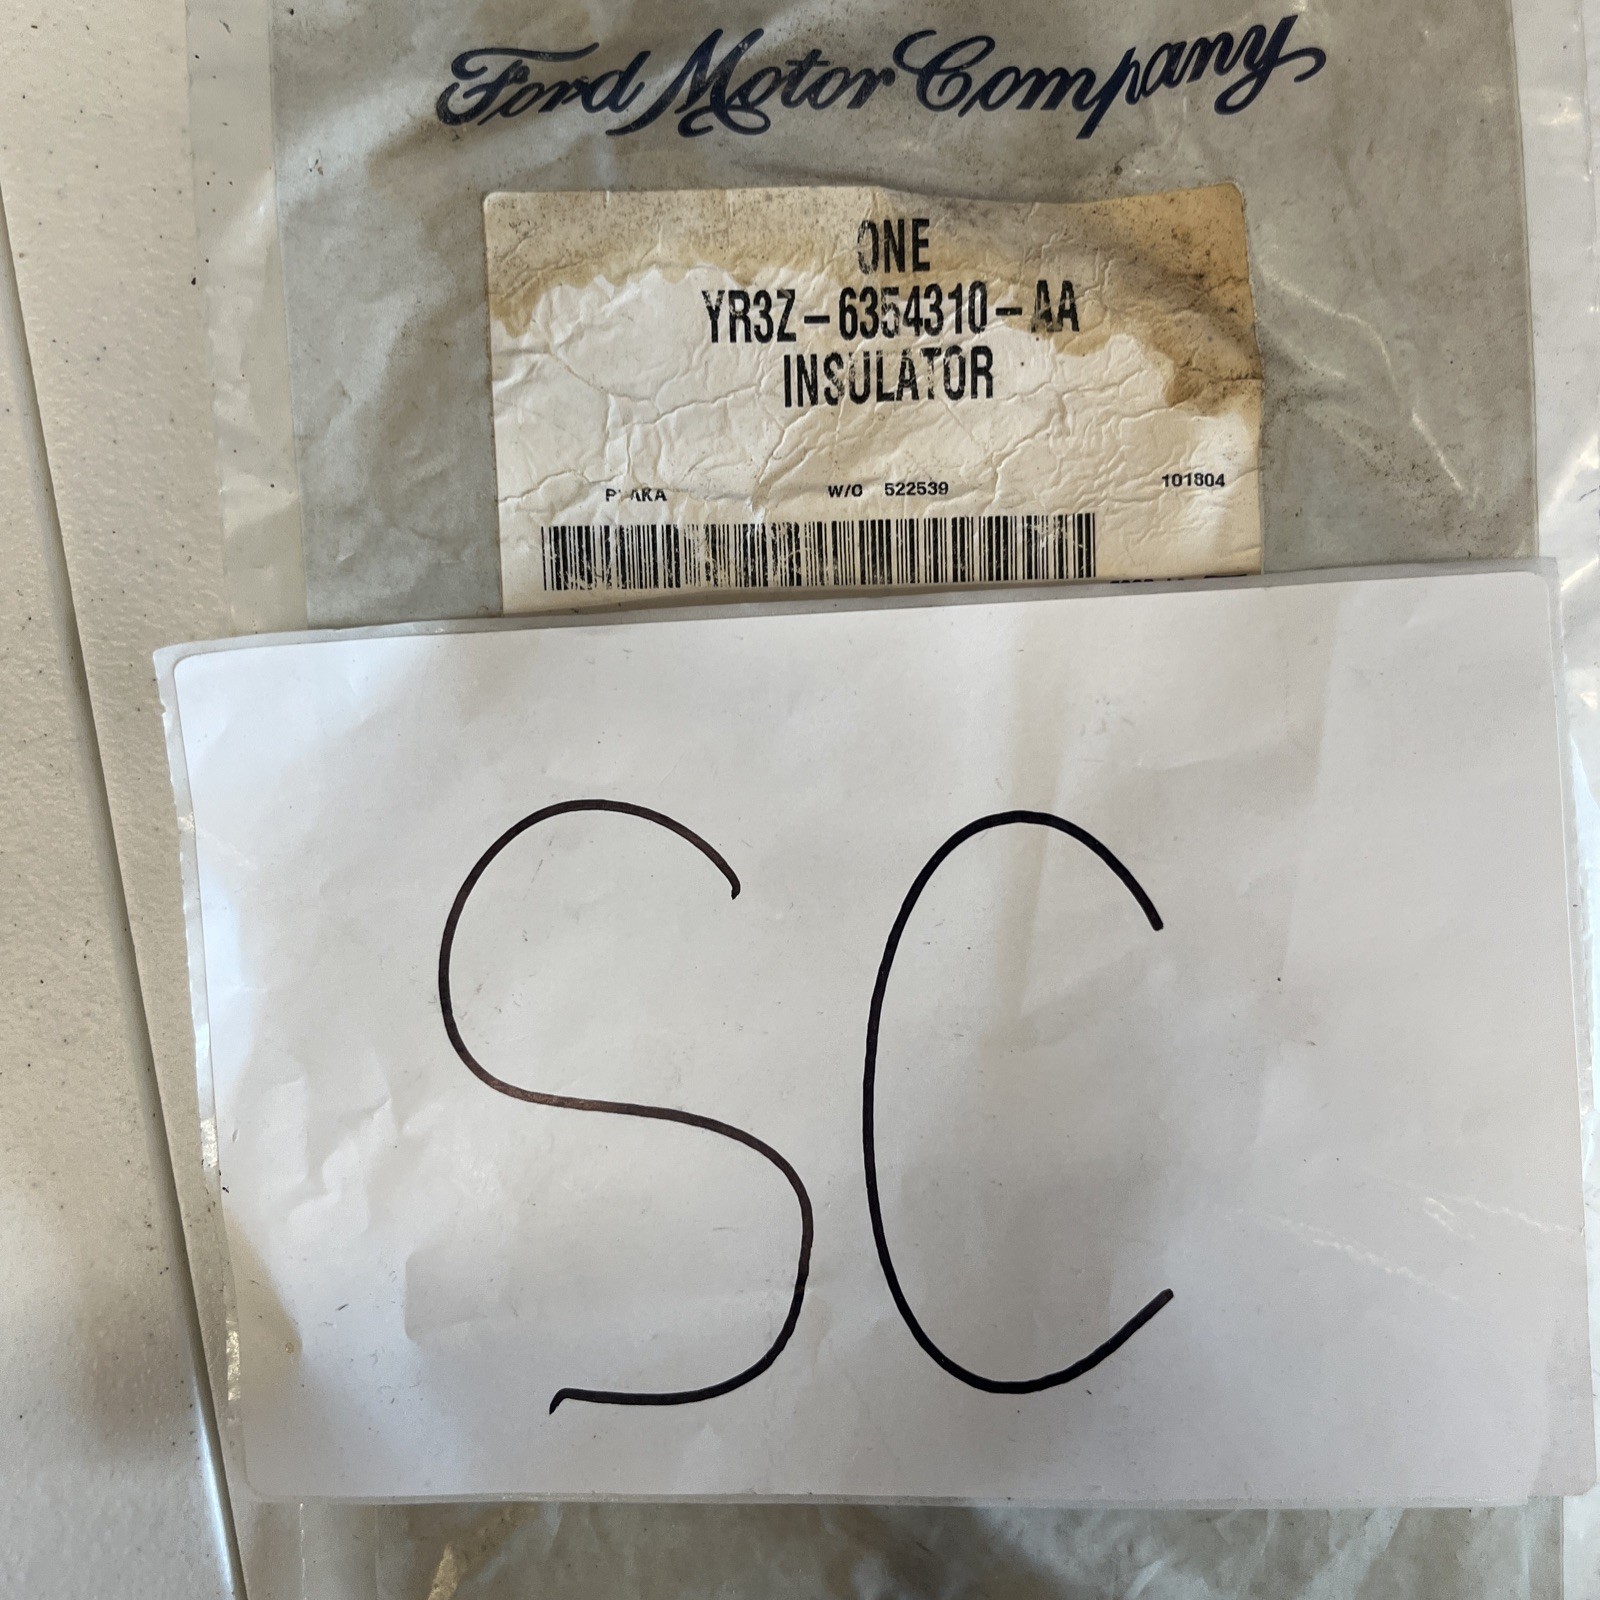 Ford Motor Company
ONE
YR3Z-6354310-AA
INSULATOR
W/O 522539 101804
SC